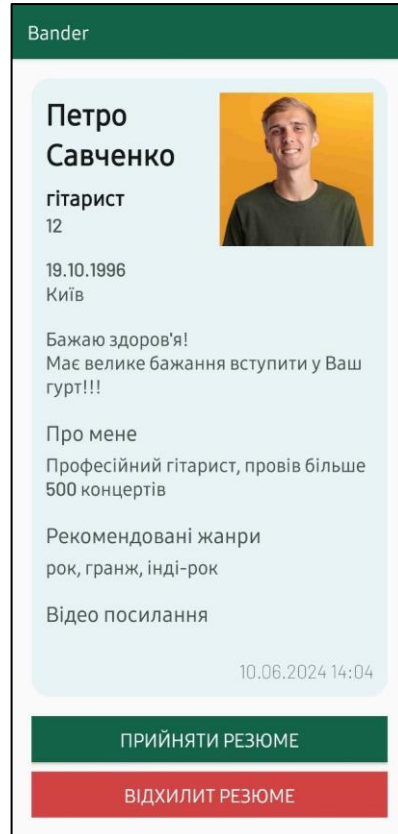 Bander
Петро
Савченко
гітарист
12
19.10.1996
Київ
Бажаю здоров'я!
Має велике бажання вступити у Ваш
гурт!!!
Про мене
Професійний гітарист, провів більше
500 концертів
Рекомендовані жанри
рок, гранж, інді-рок
Відео посилання
10.06.2024 14:04
ПРИЙНЯТИ РЕЗЮМЕ
ВІДХИЛИТ РЕЗЮМЕ